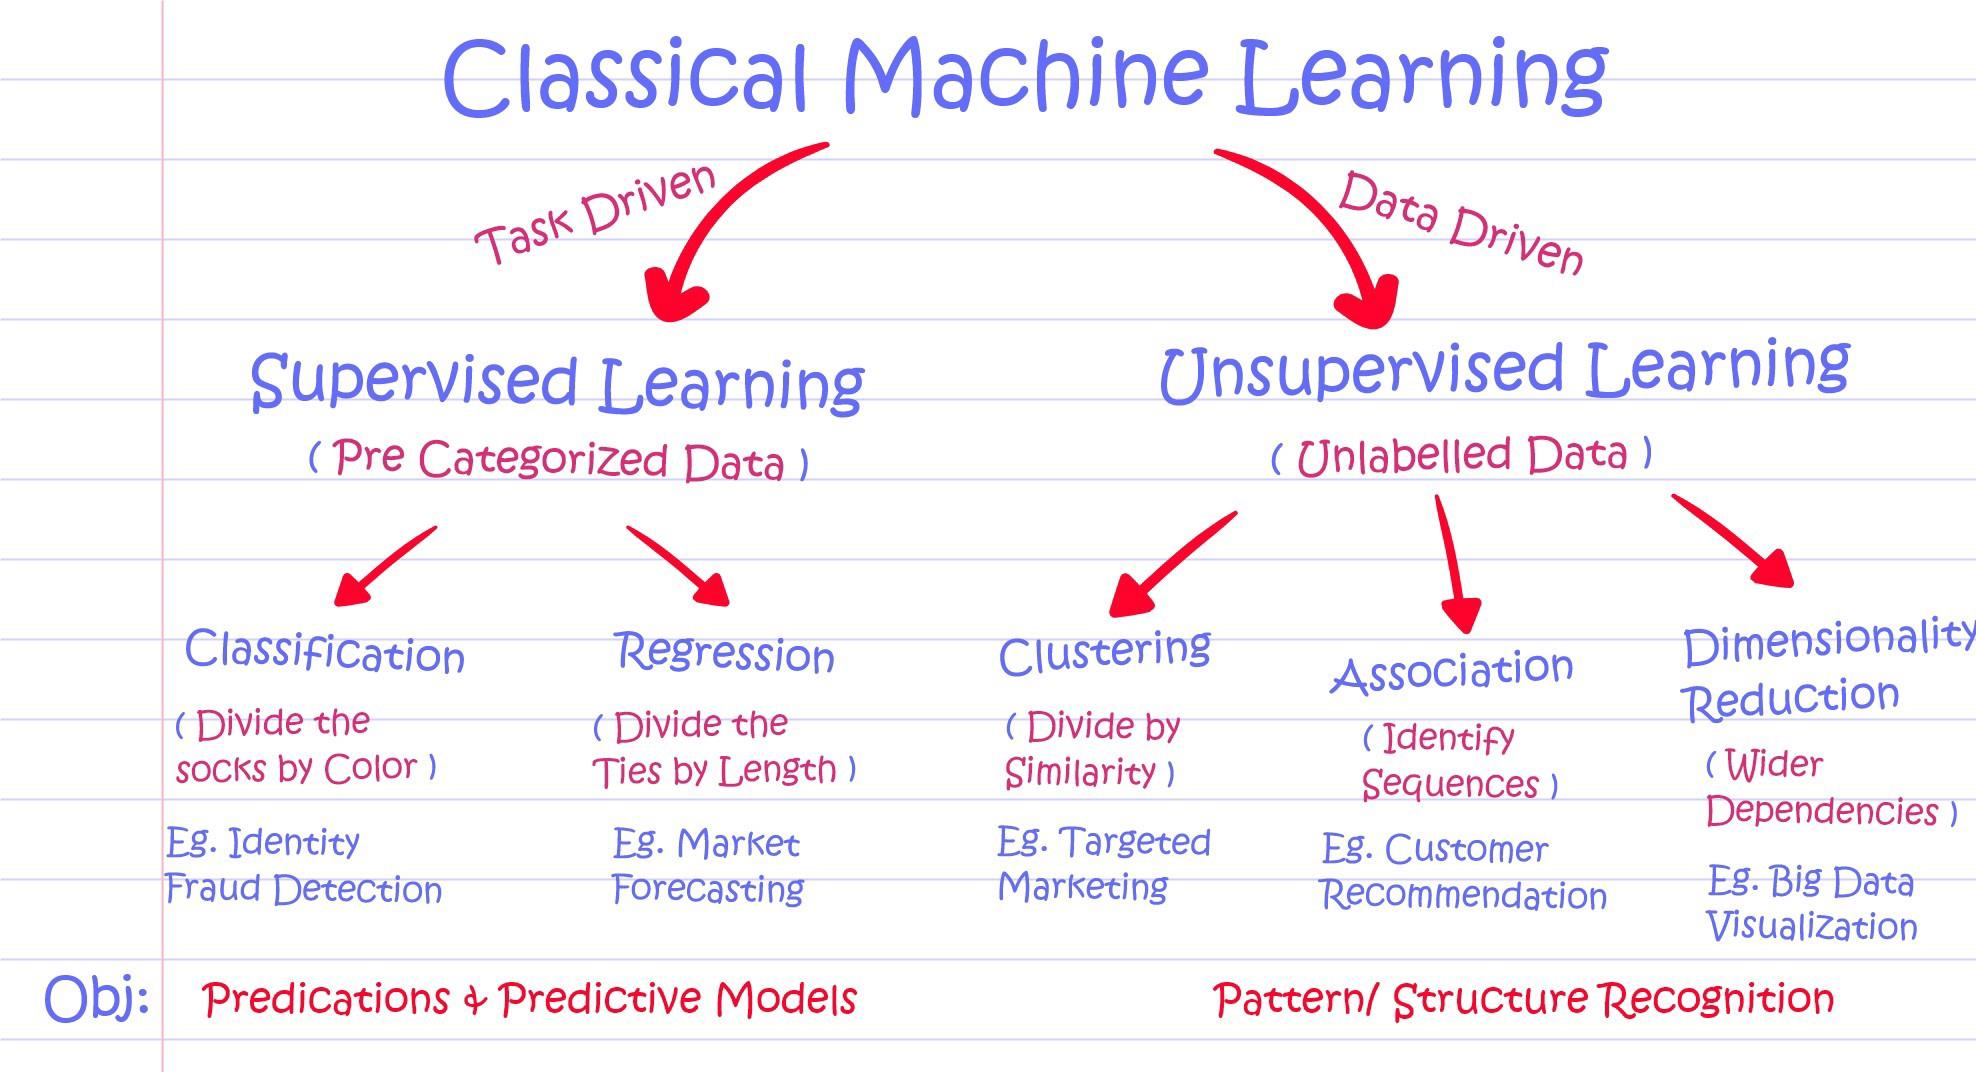 Classical Machine Learning
Task Driven
Data Driven
Supervised Learning
( Pre Categorized Data )
Unsupervised Learning
( Unlabelled Data )
Classification
( Divide the
socks by Color )
Eg. Identity
Fraud Detection
Regression
( Divide the
Ties by Length )
Eg. Market
Forecasting
Clustering
( Divide by
Similarity )
Eg. Targeted
Marketing
Association
( Identify
Sequences )
Eg. Customer
Recommendation
Dimensionality
Reduction
( Wider
Dependencies )
Eg. Big Data
Visualization
Obj:
Predications & Predictive Models
Pattern/ Structure Recognition